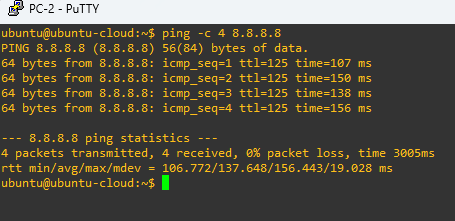 PC-2 - PuTTY
ubuntu@ubuntu-cloud:~$ ping -c 4 8.8.8.8
PING 8.8.8.8 (8.8.8.8) 56(84) bytes of data.
64 bytes from 8.8.8.8: icmp_seq=1 ttl=125 time=107 ms
64 bytes from 8.8.8.8: icmp_seq=2 ttl=125 time=150 ms
64 bytes from 8.8.8.8: icmp_seq=3 ttl=125 time=138 ms
64 bytes from 8.8.8.8: icmp_seq=4 ttl=125 time=156 ms

--- 8.8.8.8 ping statistics ---
4 packets transmitted, 4 received, 0% packet loss, time 3005ms
rtt min/avg/max/mdev = 106.772/137.648/156.443/19.028 ms
ubuntu@ubuntu-cloud:~$